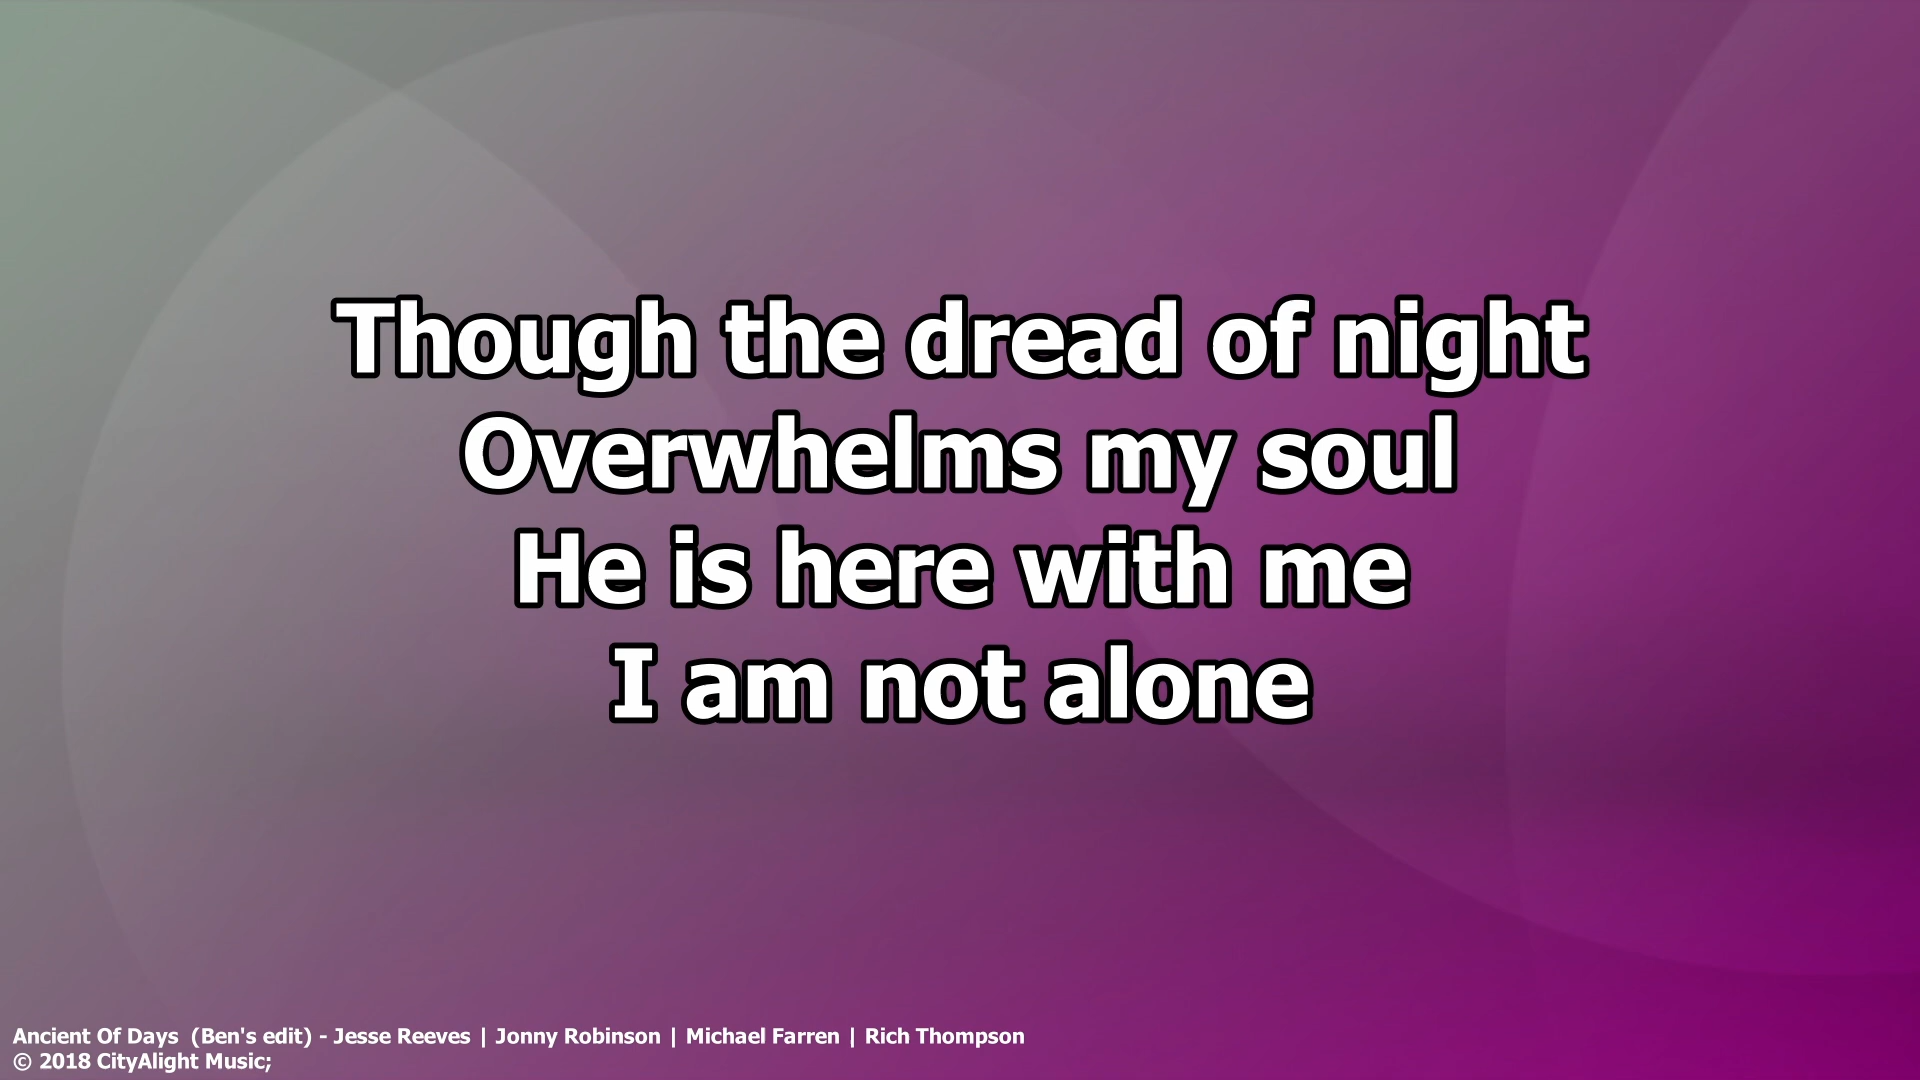 Though the dread of night
Overwhelms my soul
He is here with me
I am not alone
Ancient Of Days  (Ben's edit) - Jesse Reeves | Jonny Robinson | Michael Farren | Rich Thompson
© 2018 CityAlight Music;